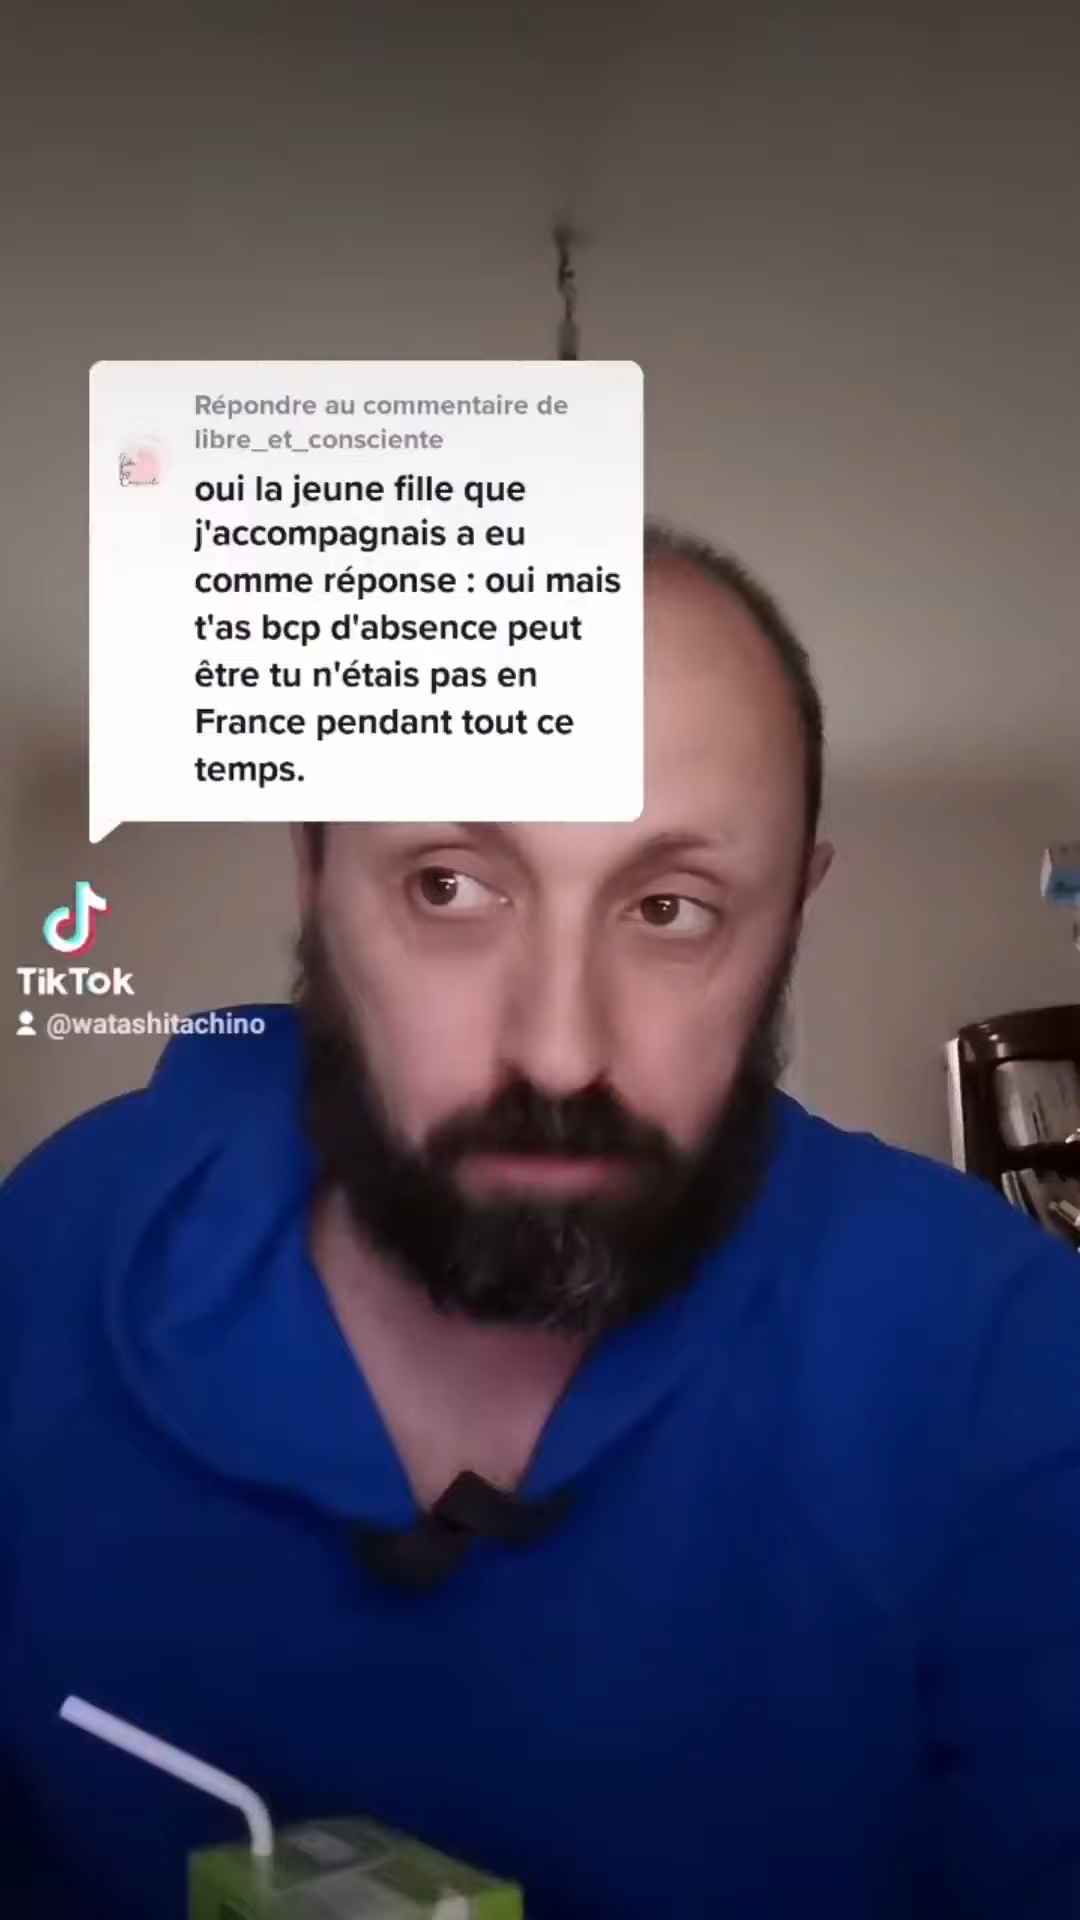 Répondre au commentaire de
libre_et_consciente
oui la jeune fille que
j'accompagnais a eu
comme réponse : oui mais
t'as bcp d'absence peut
être tu n'étais pas en
France pendant tout ce
temps.
TikTok
@watashitachino